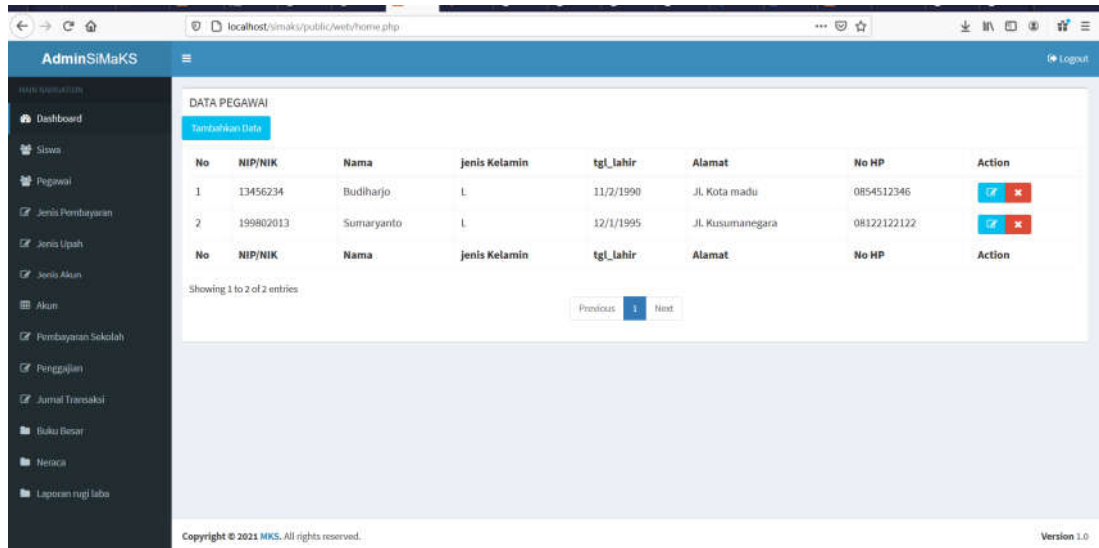 localhost/simaks/public/web/home.php
AdminSiMaKS
Logout
MAIN NAVIGATION
Dashboard
Siswa
Pegawai
Jenis Pembayaran
Jenis Upah
Jenis Akun
Akun
Pembayaran Sekolah
Penggajian
Jurnal Transaksi
Buku Besar
Neraca
Laporan rugi laba
DATA PEGAWAI
Tambahkan Data
No NIP/NIK Nama jenis Kelamin tgl_lahir Alamat No HP Action
1 13456234 Budiharjo L 11/2/1990 Jl. Kota madu 0854512346
2 199802013 Sumaryanto L 12/1/1995 Jl. Kusumanegara 08122122122
No NIP/NIK Nama jenis Kelamin tgl_lahir Alamat No HP Action
Showing 1 to 2 of 2 entries
Previous 1 Next
Copyright © 2021 MKS. All rights reserved.
Version 1.0